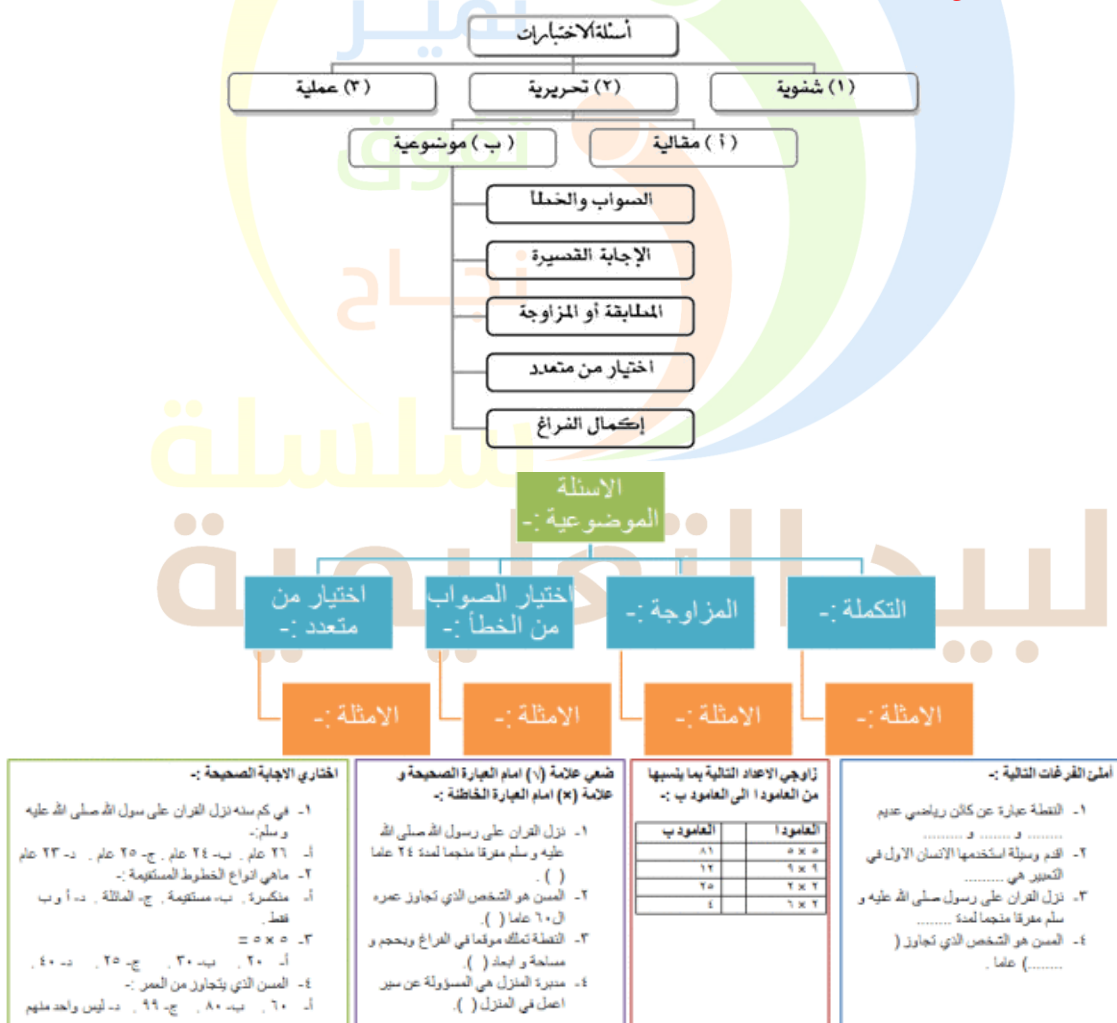 أسئلة الاختبارات
(١) شفوية
(٢) تحريرية
(٣) عملية
(أ) مقالية
(ب) موضوعية
الصواب والخطأ
الإجابة القصيرة
المطابقة أو المزاوجة
اختيار من متعدد
إكمال الفراغ
تميز
تفوق
نجاح
سلسلة
لبيد التعليمية
الاسئلة
الموضوعية :-
التكملة :-
المزاوجة :-
اختيار الصواب
من الخطأ :-
اختيار من
متعدد :-
الامثلة :-
الامثلة :-
الامثلة :-
الامثلة :-
أملئ الفرغات التالية :-
١- النقطة عبارة عن كائن رياضي عديم
......... و ....... و .........
٢- اقدم وسيلة استخدمها الانسان الاول في
التعبير هي .........
٣- نزل القران على رسول صلى الله عليه و
سلم مفرقا منجما لمدة .........
٤- المسن هو الشخص الذي تجاوز (
.........) عاما .
زاوجي الاعداد التالية بما ينسبها
من العامود ا الى العامود ب :-
العامود ا العامود ب
٥ × ٥ ٨١
٩ × ٩ ١٢
٢ × ٢ ٢٥
٦ × ٢ ٤
ضعي علامة (√) امام العبارة الصحيحة و
علامة (×) امام العبارة الخاطئة :-
١- نزل القران على رسول الله صلى الله
عليه و سلم مفرقا منجما لمدة ٢٤ عاما
( ) .
٢- المسن هو الشخص الذي تجاوز عمره
ال٦٠ عاما ( ).
٣- النقطة تملك موقعا في الفراغ وبحجم و
مساحة و ابعاد ( ).
٤- مدبرة المنزل هي المسؤولة عن سير
اعمل في المنزل ( ).
اختاري الاجابة الصحيحة :-
١- في كم سنه نزل القران على سول الله صلى الله عليه
و سلم:-
أ- ٢٦ عام . ب- ٢٤ عام . ج- ٢٥ عام . د- ٢٣ عام
٢- ماهي انواع الخطوط المستقيمة :-
أ- منكسرة . ب- مستقيمة . ج- المائلة . د- أ و ب
فقط .
٣- ٥ × ٥ =
أ- ٢٠ . ب- ٣٠ . ج- ٢٥ . د- ٤٠ .
٤- المسن الذي يتجاوز من العمر :-
أ- ٦٠ . ب- ٨٠ . ج- ٩٩ . د- ليس واحد منهم